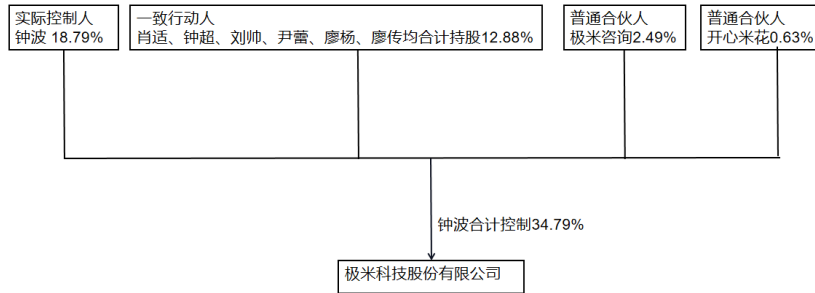 实际控制人
钟波 18.79%
一致行动人
肖适、钟超、刘帅、尹蕾、廖杨、廖传均合计持股12.88%
普通合伙人
极米咨询2.49%
普通合伙人
开心米花0.63%
钟波合计控制34.79%
极米科技股份有限公司